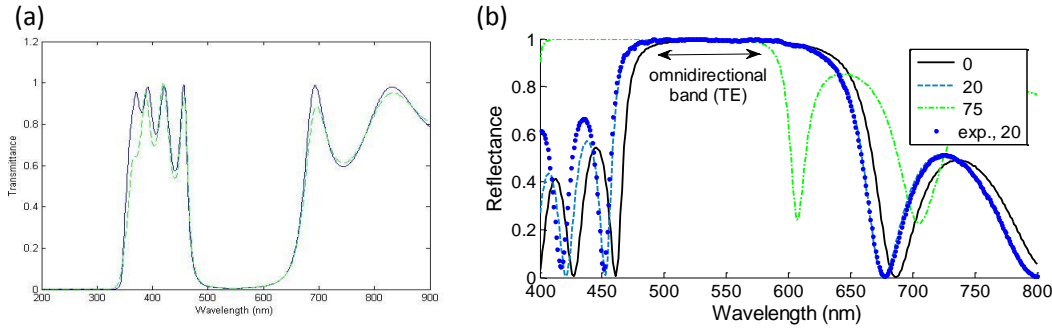 (a)
1.2
1
0.8
0.6
0.4
0.2
0
Transmittance
200 300 400 500 600 700 800 900
Wavelength (nm)
(b)
1
0.8
0.6
0.4
0.2
0
Reflectance
omnidirectional
band (TE)
0
20
75
exp., 20
400 450 500 550 600 650 700 750 800
Wavelength (nm)